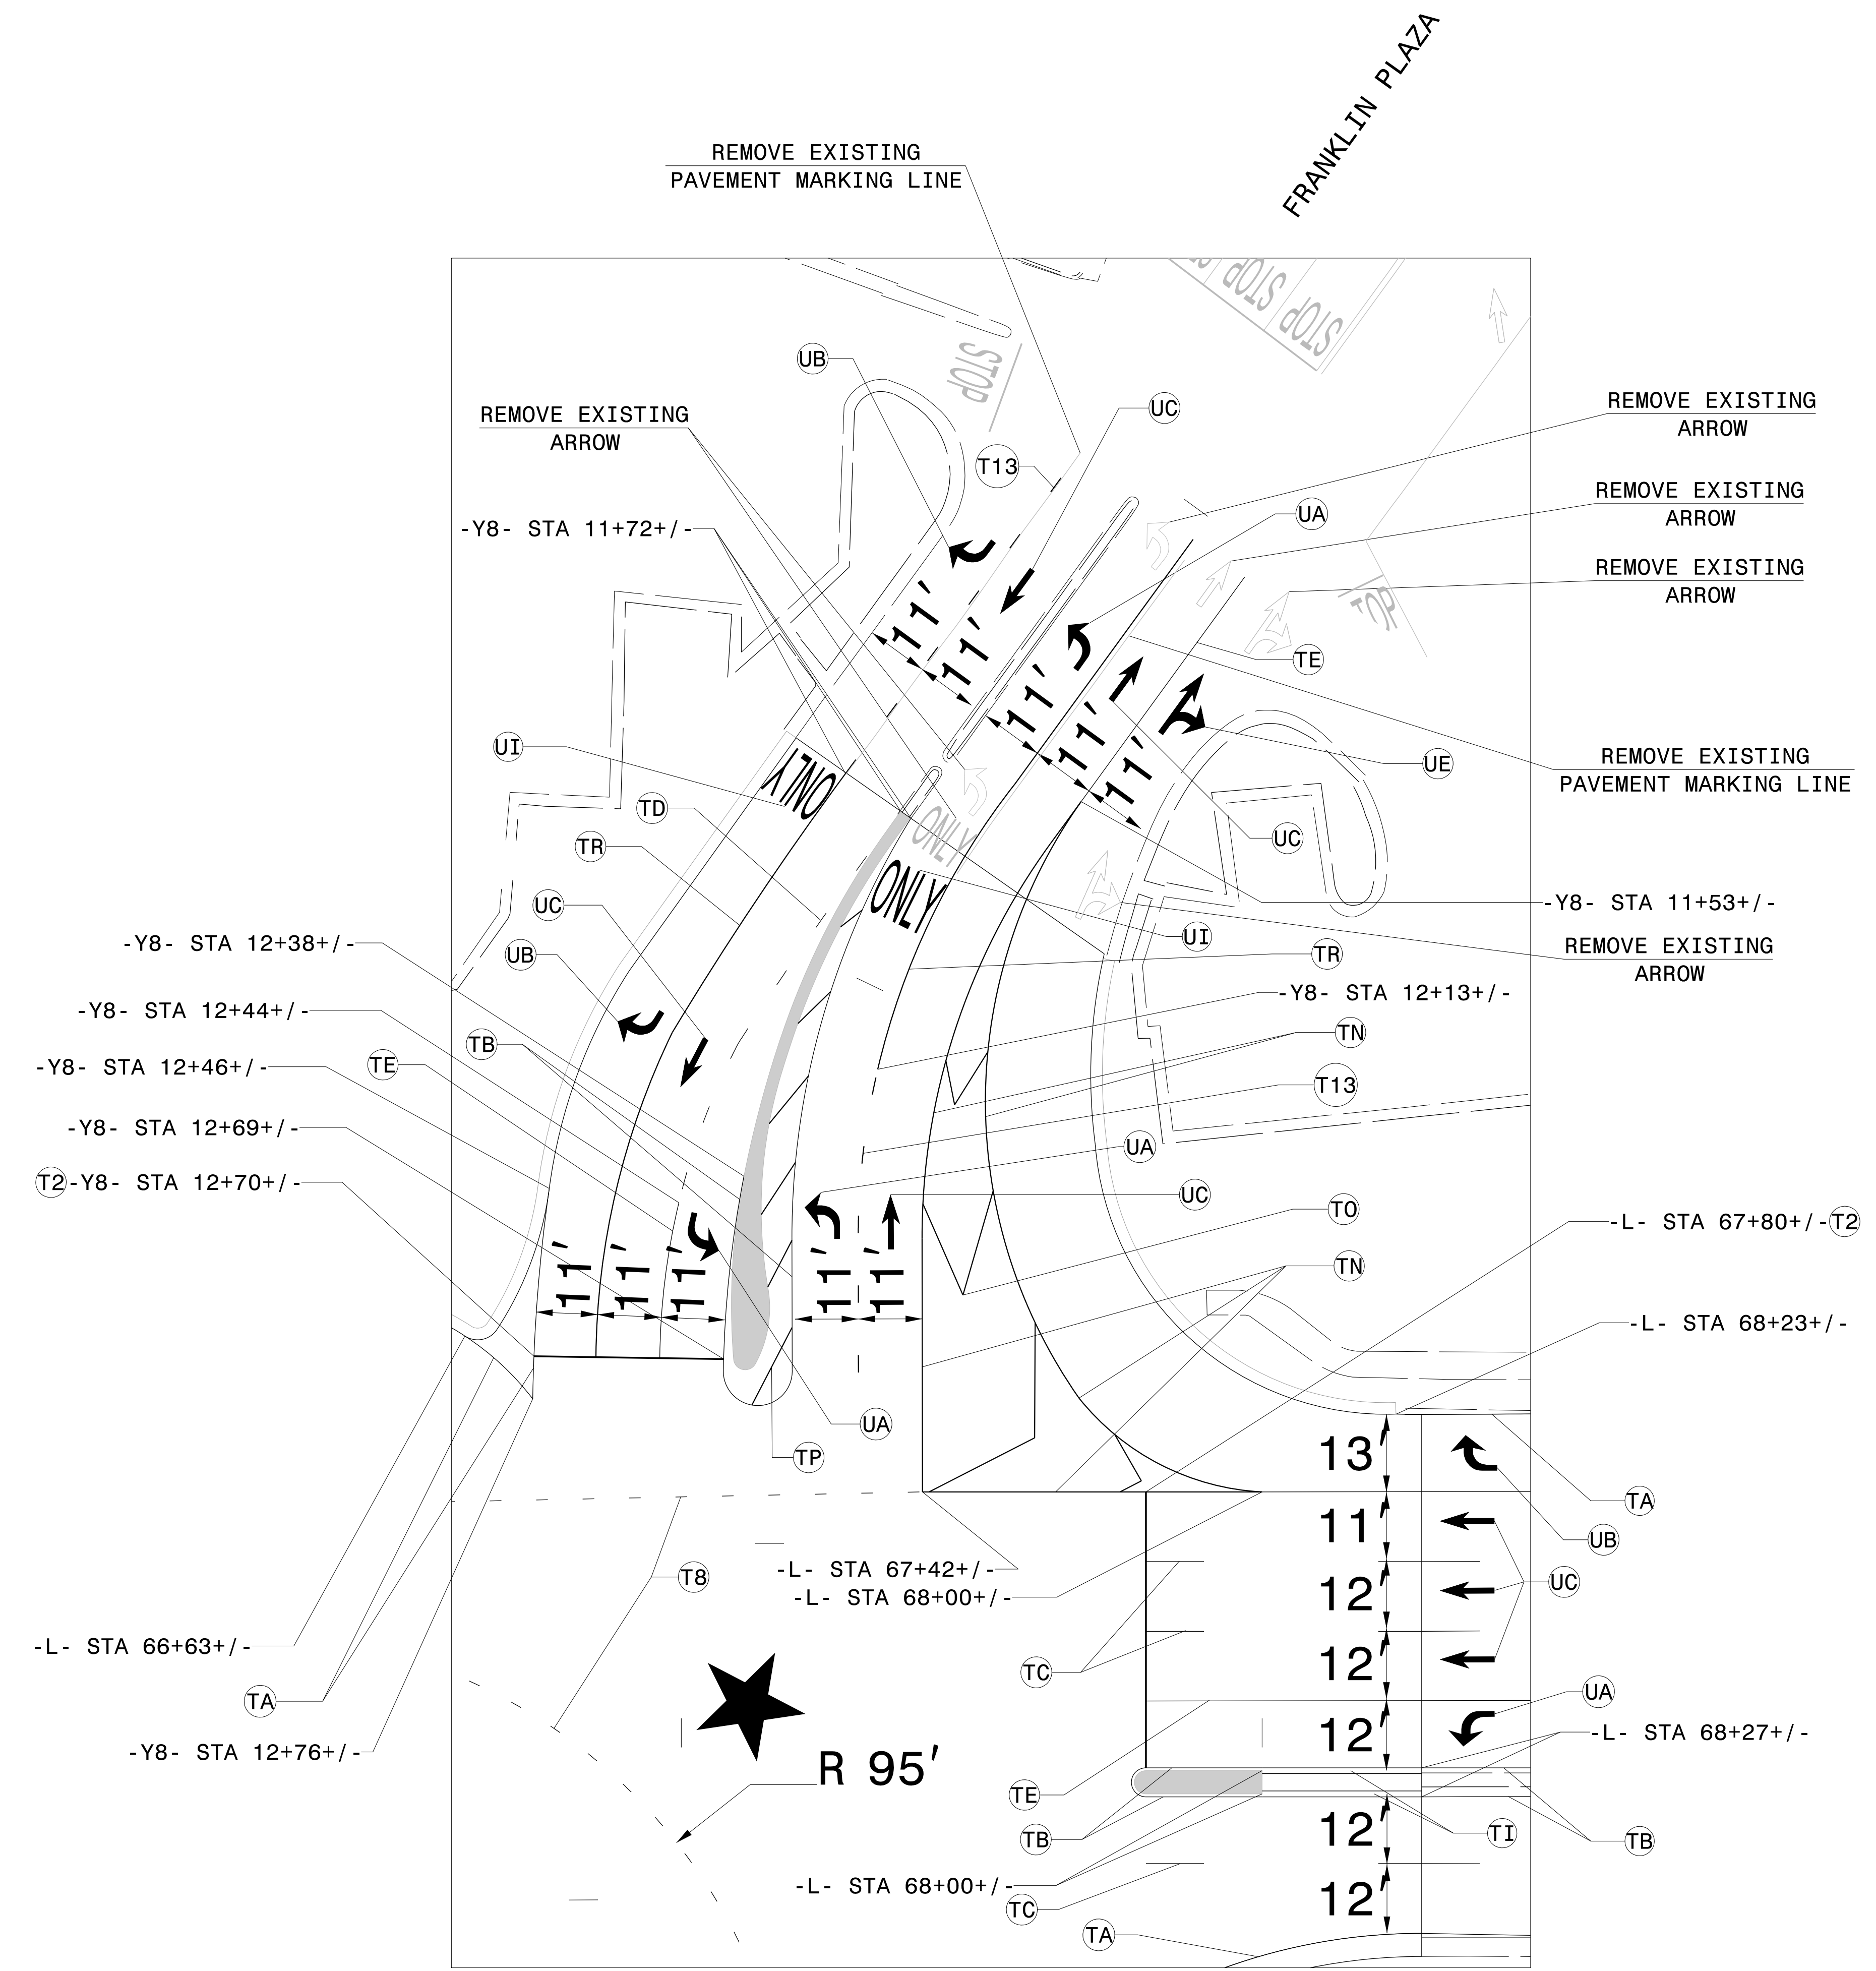 FRANKLIN PLAZA
REMOVE EXISTING
PAVEMENT MARKING LINE
STOP
STOP
STOP
UB
UC
REMOVE EXISTING
ARROW
REMOVE EXISTING
ARROW
T13
REMOVE EXISTING
ARROW
UA
-Y8- STA 11+72+/-
REMOVE EXISTING
ARROW
11'
11'
TE
11'
11'
11'
UI
ONLY
REMOVE EXISTING
PAVEMENT MARKING LINE
UE
TD
ONLY
UC
TR
ONLY
UC
-Y8- STA 11+53+/-
UI
-Y8- STA 12+38+/-
UB
TR
REMOVE EXISTING
ARROW
-Y8- STA 12+13+/-
-Y8- STA 12+44+/-
TB
TN
-Y8- STA 12+46+/-
TE
T13
-Y8- STA 12+69+/-
UA
T2 -Y8- STA 12+70+/-
UC
TO
-L- STA 67+80+/- T2
11'
11'
11'
11'
11'
TN
-L- STA 68+23+/-
UA
TP
13'
TA
11'
UB
-L- STA 67+42+/-
T8
-L- STA 68+00+/-
12'
UC
-L- STA 66+63+/-
12'
TC
TA
UA
12'
-L- STA 68+27+/-
-Y8- STA 12+76+/-
R 95'
TE
TB
12'
TI
TB
-L- STA 68+00+/-
12'
TC
TA